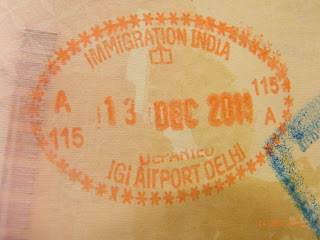 IMMIGRATION INDIA
A 115
13 DEC 2011
115 A
DEPARTED
IGI AIRPORT DELHI